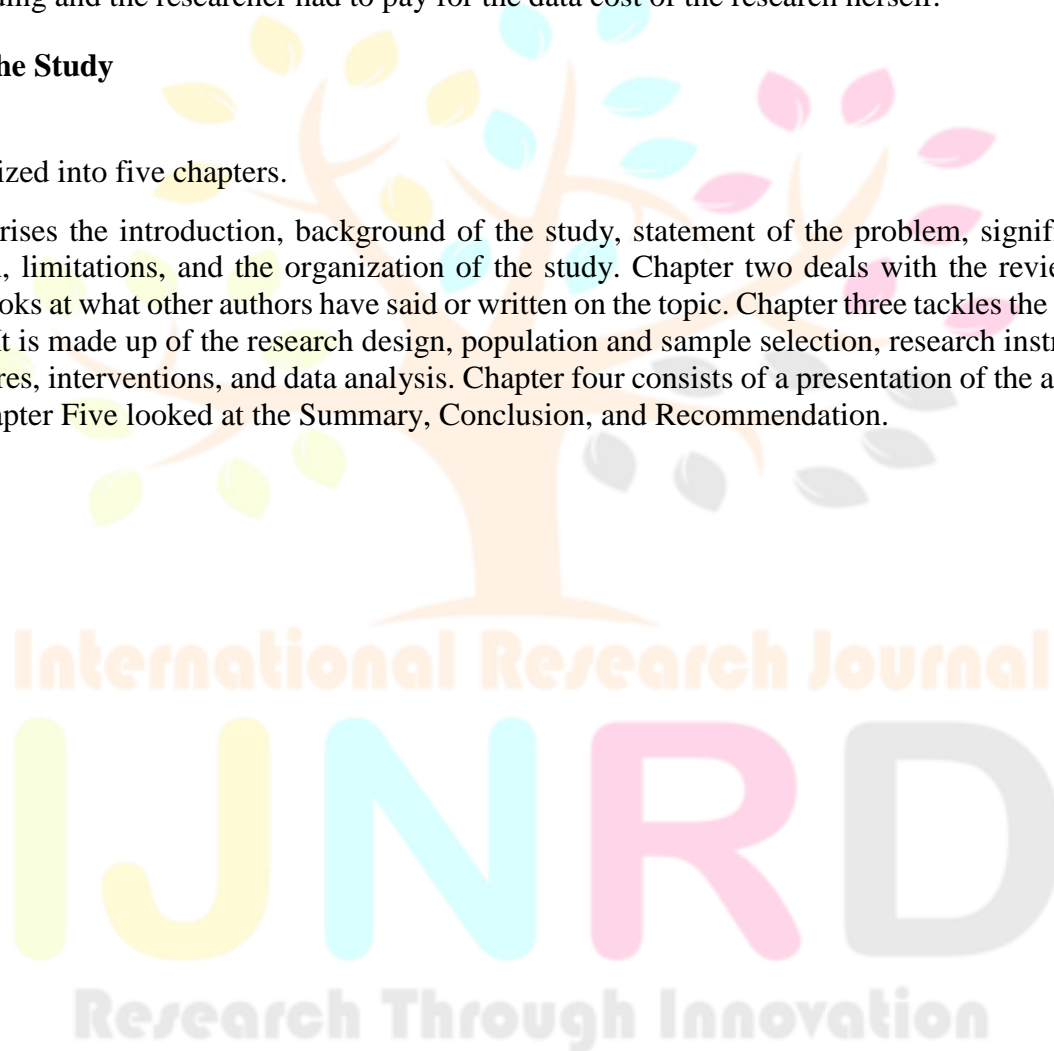 and the researcher had to pay for the data cost of the research herself.
he Study
ized into five chapters.
rises the introduction, background of the study, statement of the problem, signifi
, limitations, and the organization of the study. Chapter two deals with the revie
oks at what other authors have said or written on the topic. Chapter three tackles the
It is made up of the research design, population and sample selection, research instr
res, interventions, and data analysis. Chapter four consists of a presentation of the a
apter Five looked at the Summary, Conclusion, and Recommendation.
International Research Journal
IJNRD
Research Through Innovation